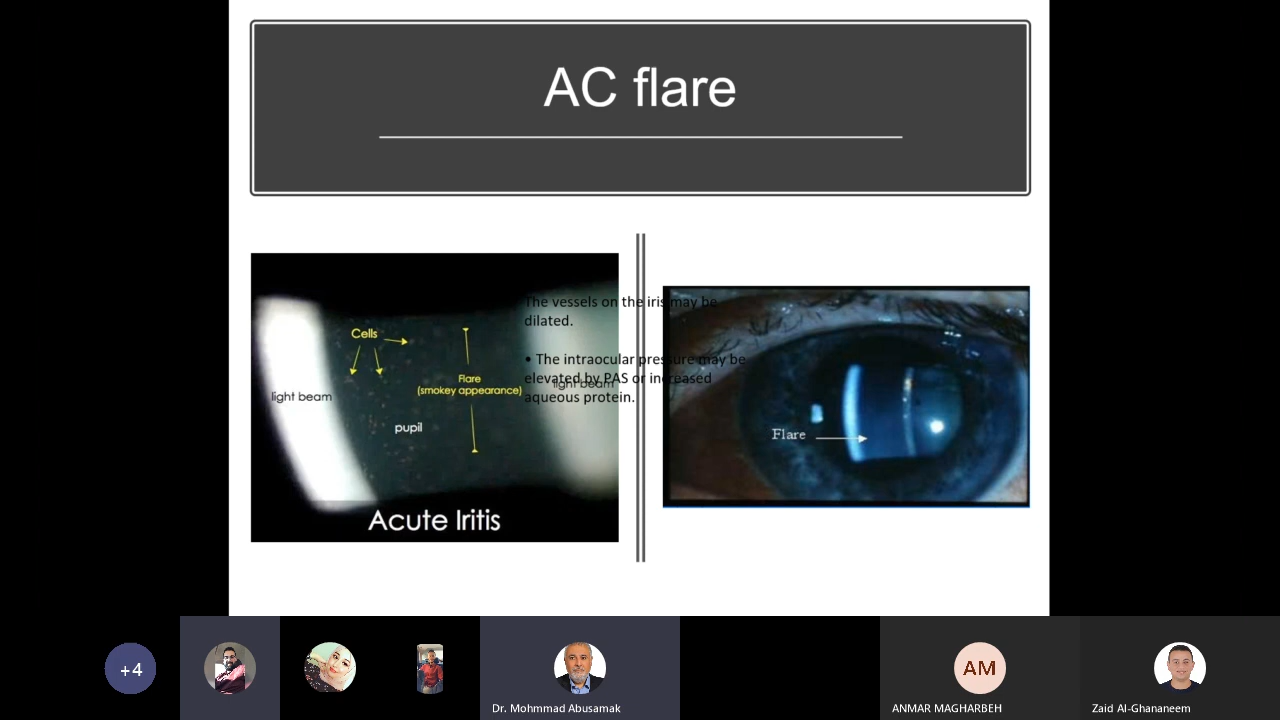 AC flare
Cells
light beam
Flare
(smokey appearance)
pupil
light beam
Acute Iritis
The vessels on the iris may be
dilated.
• The intraocular pressure may be
elevated by PAS or increased
aqueous protein.
Flare
+4
Dr. Mohmmad Abusamak
AM
ANMAR MAGHARBEH
Zaid Al-Ghananeem